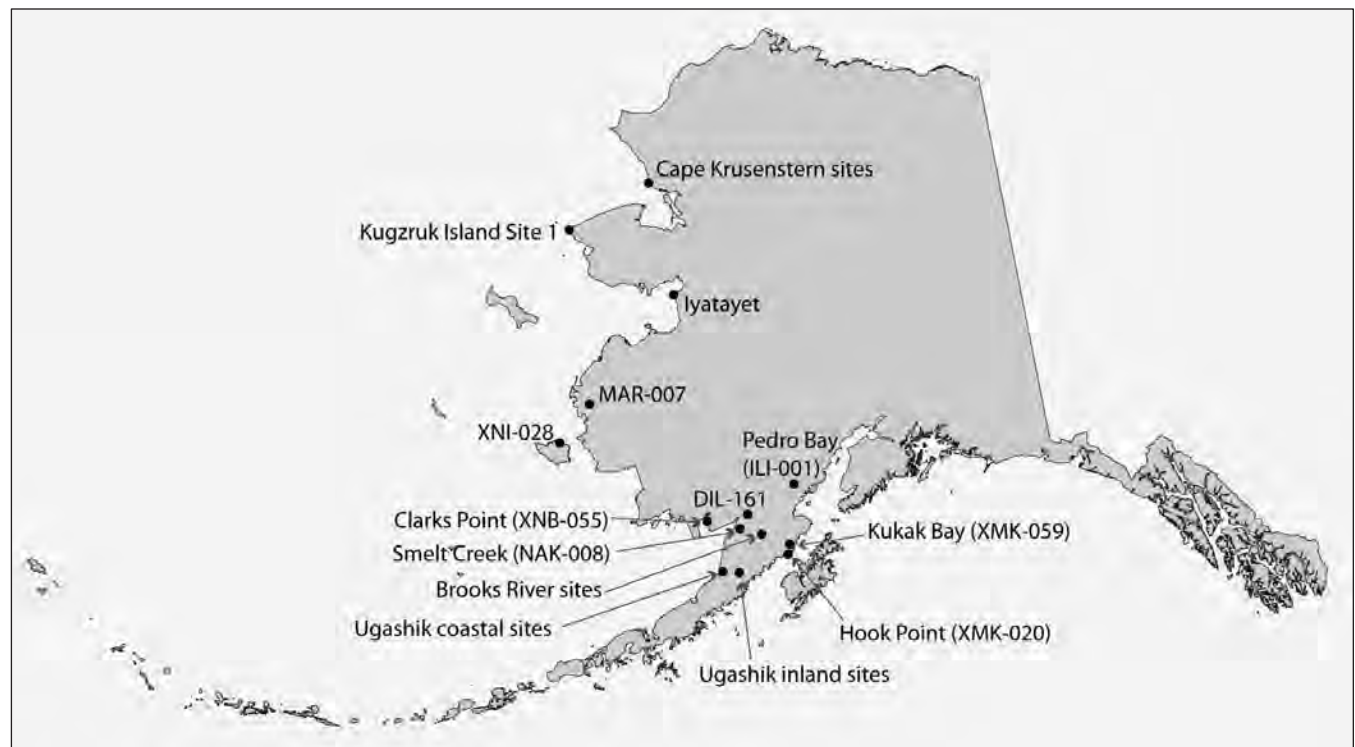 Cape Krusenstern sites
Kugzruk Island Site 1
Iyatayet
MAR-007
XNI-028
Pedro Bay
(ILI-001)
DIL-161
Clarks Point (XNB-055)
Kukak Bay (XMK-059)
Smelt Creek (NAK-008)
Brooks River sites
Ugashik coastal sites
Hook Point (XMK-020)
Ugashik inland sites